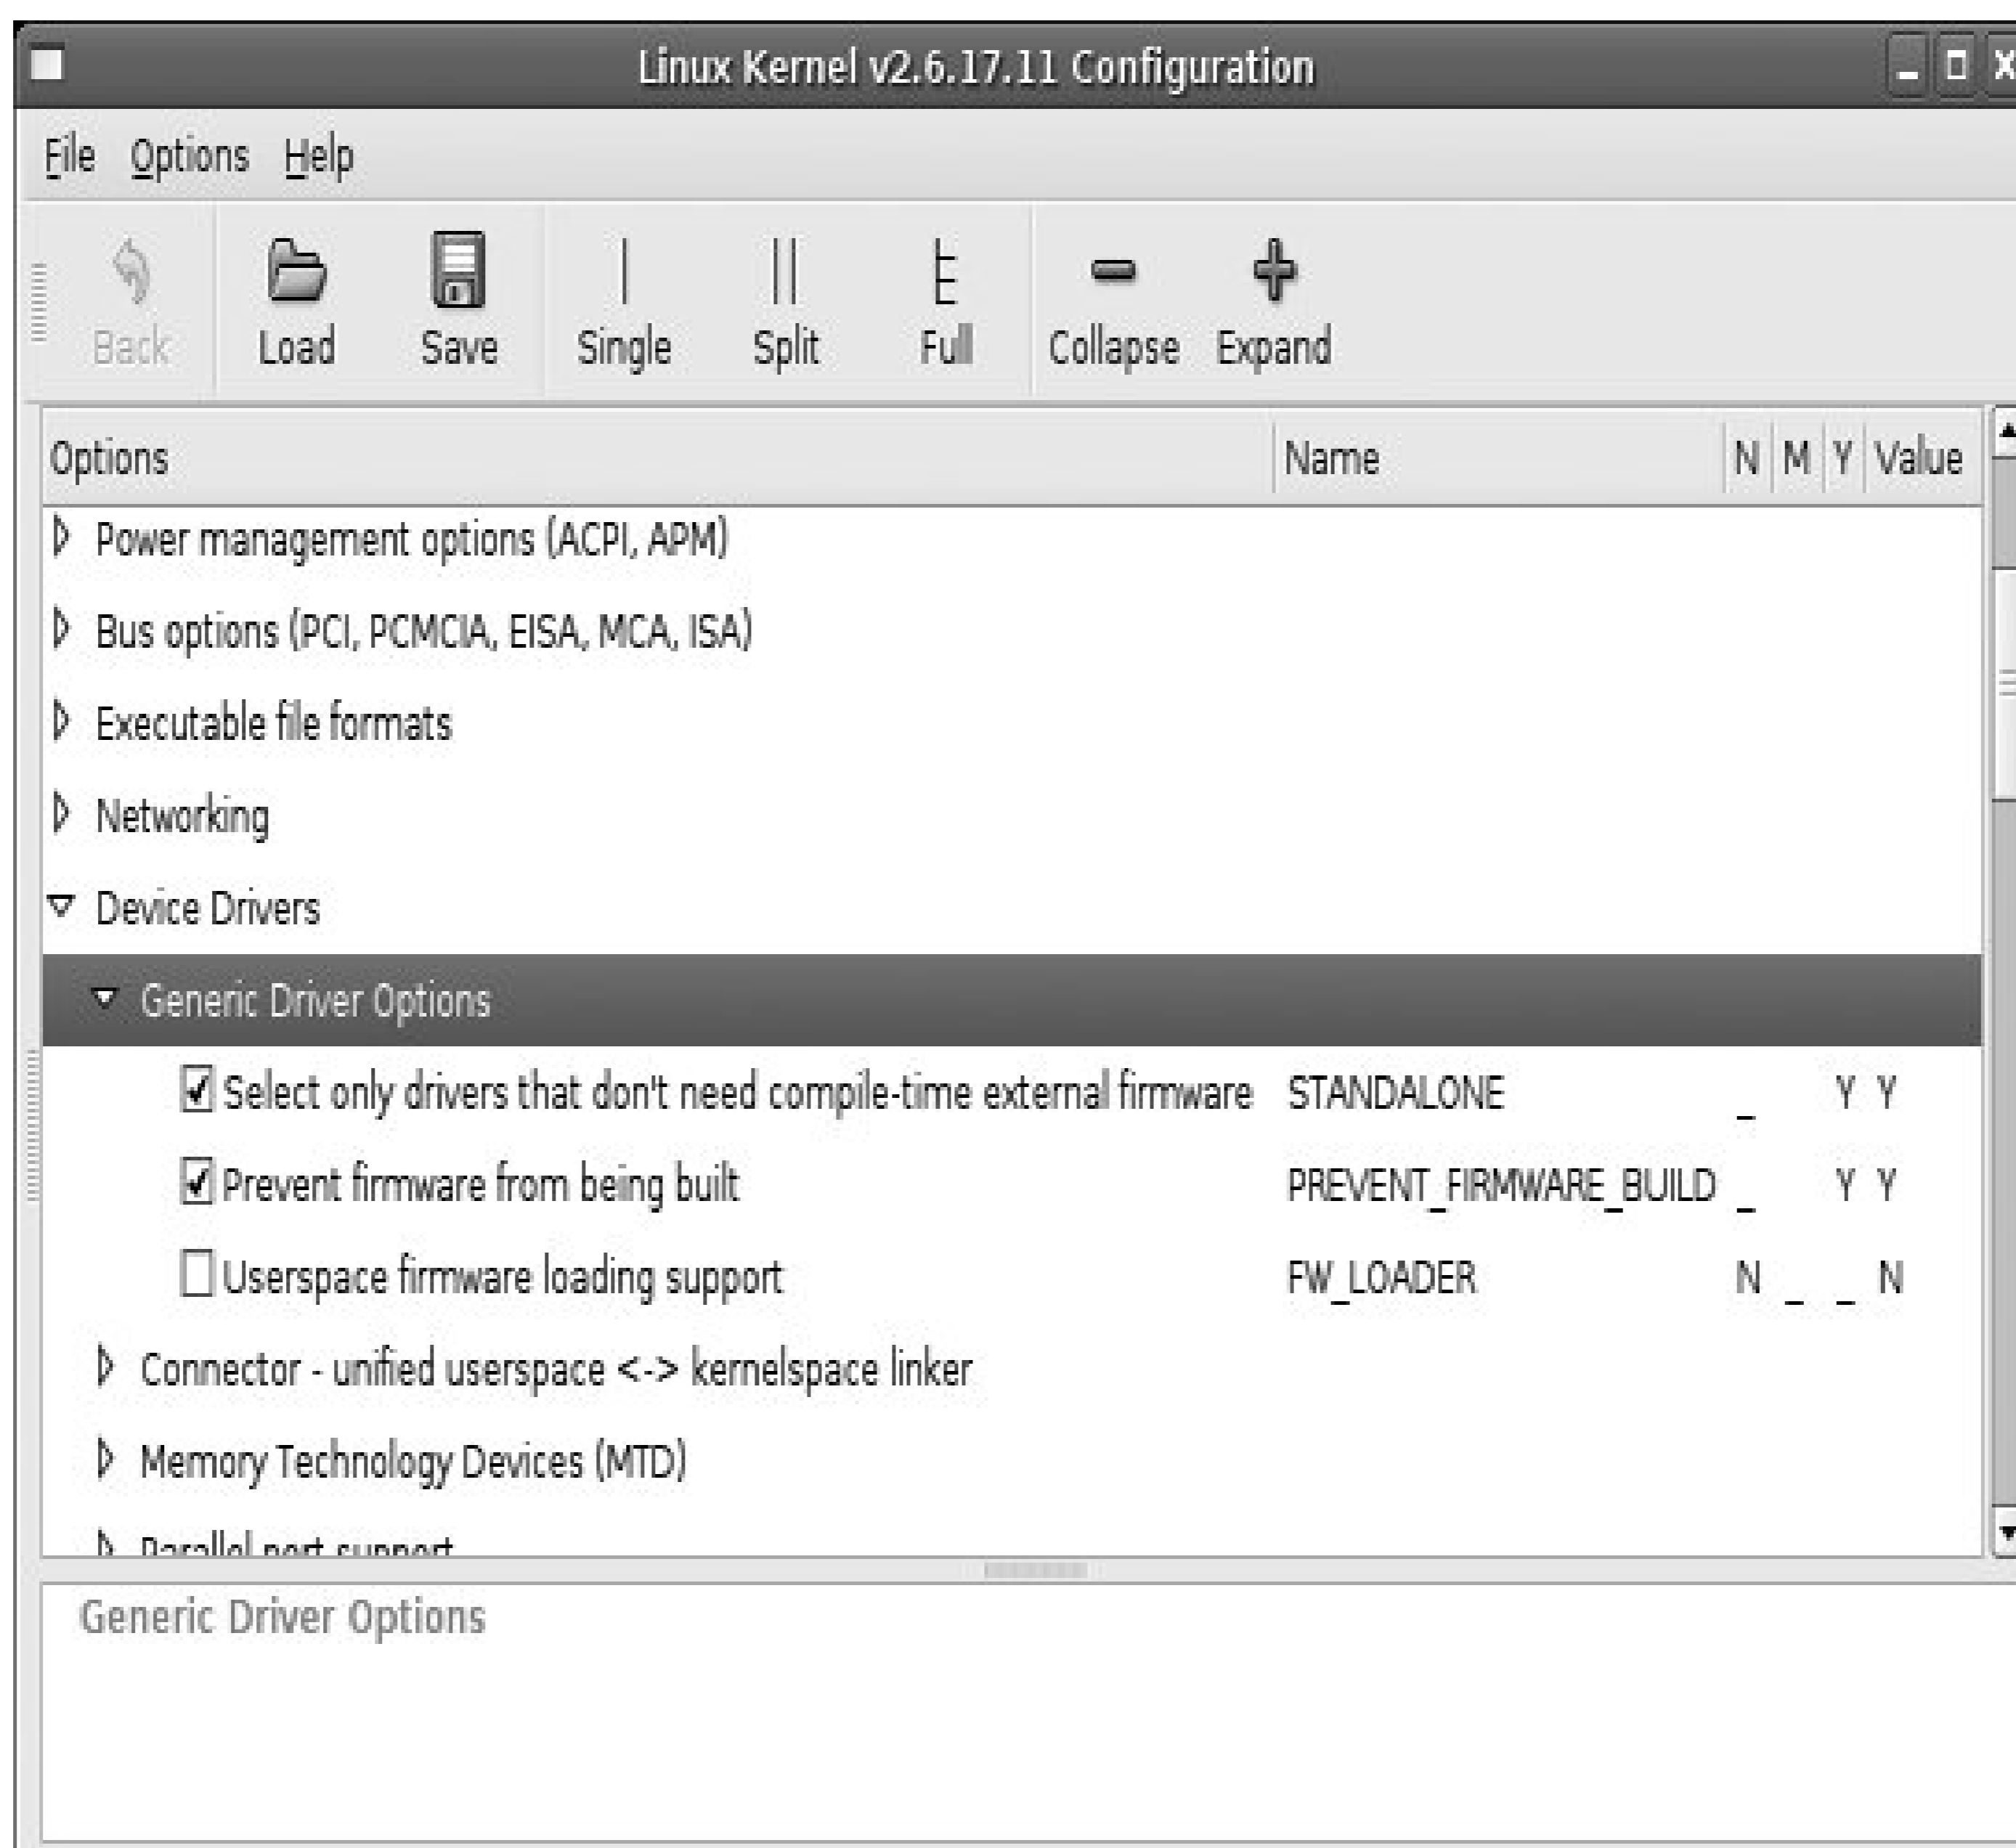 Linux Kernel v2.6.17.11 Configuration
File Options Help
Back Load Save Single Split Full Collapse Expand
Options Name N M Y Value
Power management options (ACPI, APM)
Bus options (PCI, PCMCIA, EISA, MCA, ISA)
Executable file formats
Networking
Device Drivers
Generic Driver Options
Select only drivers that don't need compile-time external firmware STANDALONE _ Y Y
Prevent firmware from being built PREVENT_FIRMWARE_BUILD _ Y Y
Userspace firmware loading support FW_LOADER N _ _ N
Connector - unified userspace <-> kernelspace linker
Memory Technology Devices (MTD)
Parallel port support
Generic Driver Options